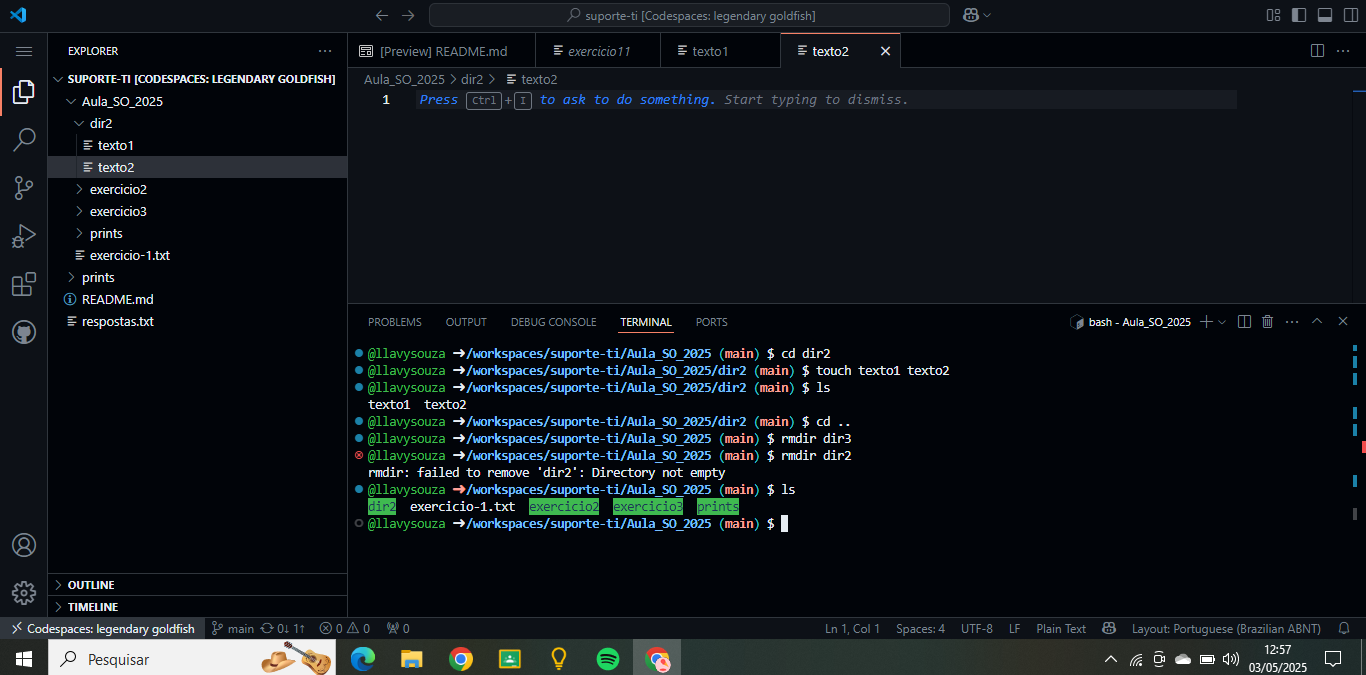 suporte-ti [Codespaces: legendary goldfish]
EXPLORER
SUPORTE-TI [CODESPACES: LEGENDARY GOLDFISH]
Aula_SO_2025
dir2
texto1
texto2
exercicio2
exercicio3
prints
exercicio-1.txt
prints
README.md
respostas.txt
OUTLINE
TIMELINE
[Preview] README.md exercicio11 texto1 texto2
Aula_SO_2025 > dir2 > texto2
1 Press Ctrl + I to ask to do something. Start typing to dismiss.
PROBLEMS OUTPUT DEBUG CONSOLE TERMINAL PORTS bash - Aula_SO_2025
@llavysouza ➜/workspaces/suporte-ti/Aula_SO_2025 (main) $ cd dir2
@llavysouza ➜/workspaces/suporte-ti/Aula_SO_2025/dir2 (main) $ touch texto1 texto2
@llavysouza ➜/workspaces/suporte-ti/Aula_SO_2025/dir2 (main) $ ls
texto1  texto2
@llavysouza ➜/workspaces/suporte-ti/Aula_SO_2025/dir2 (main) $ cd ..
@llavysouza ➜/workspaces/suporte-ti/Aula_SO_2025 (main) $ rmdir dir3
@llavysouza ➜/workspaces/suporte-ti/Aula_SO_2025 (main) $ rmdir dir2
rmdir: failed to remove 'dir2': Directory not empty
@llavysouza ➜/workspaces/suporte-ti/Aula_SO_2025 (main) $ ls
dir2  exercicio-1.txt  exercicio2  exercicio3  prints
@llavysouza ➜/workspaces/suporte-ti/Aula_SO_2025 (main) $
Codespaces: legendary goldfish main 0↓ 1↑ 0 0 0 Ln 1, Col 1 Spaces: 4 UTF-8 LF Plain Text Layout: Portuguese (Brazilian ABNT)
Pesquisar
12:57
03/05/2025